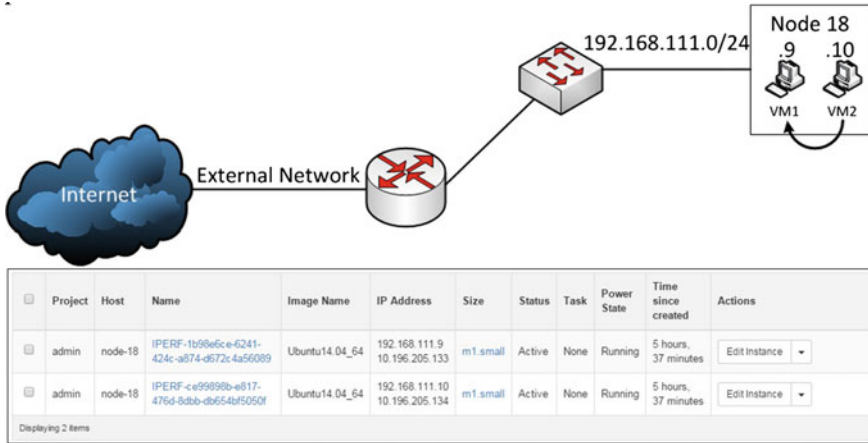 Node 18
192.168.111.0/24
.9 .10
VM1 VM2
External Network
Internet
Project Host Name Image Name IP Address Size Status Task Power State Time since created Actions
admin node-18 IPERF-1b98e6ce-6241-424c-a874-d672c4a56089 Ubuntu14.04_64 192.168.111.9 10.196.205.133 m1.small Active None Running 5 hours, 37 minutes Edit Instance
admin node-18 IPERF-ce99898b-e817-476d-8dbb-db654bf5050f Ubuntu14.04_64 192.168.111.10 10.196.205.134 m1.small Active None Running 5 hours, 37 minutes Edit Instance
Displaying 2 items